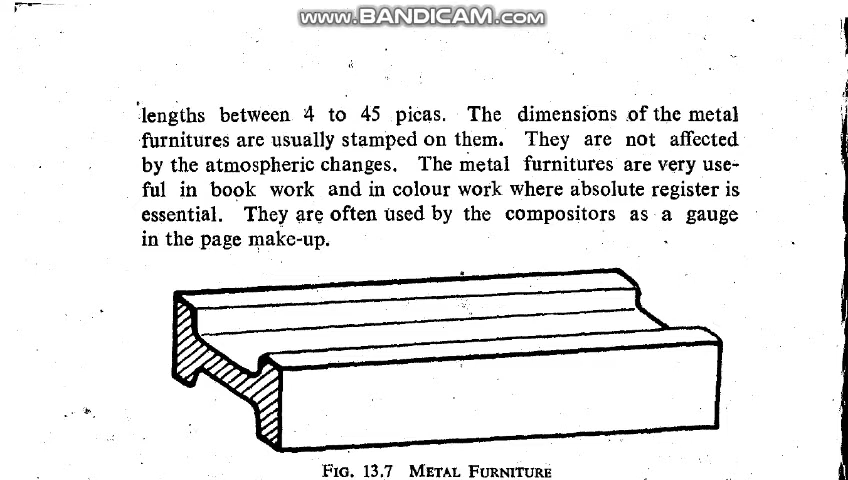 www.BANDICAM.com
lengths between 4 to 45 picas. The dimensions of the metal
furnitures are usually stamped on them. They are not affected
by the atmospheric changes. The metal furnitures are very use-
ful in book work and in colour work where absolute register is
essential. They are often used by the compositors as a gauge
in the page make-up.
FIG. 13.7 METAL FURNITURE